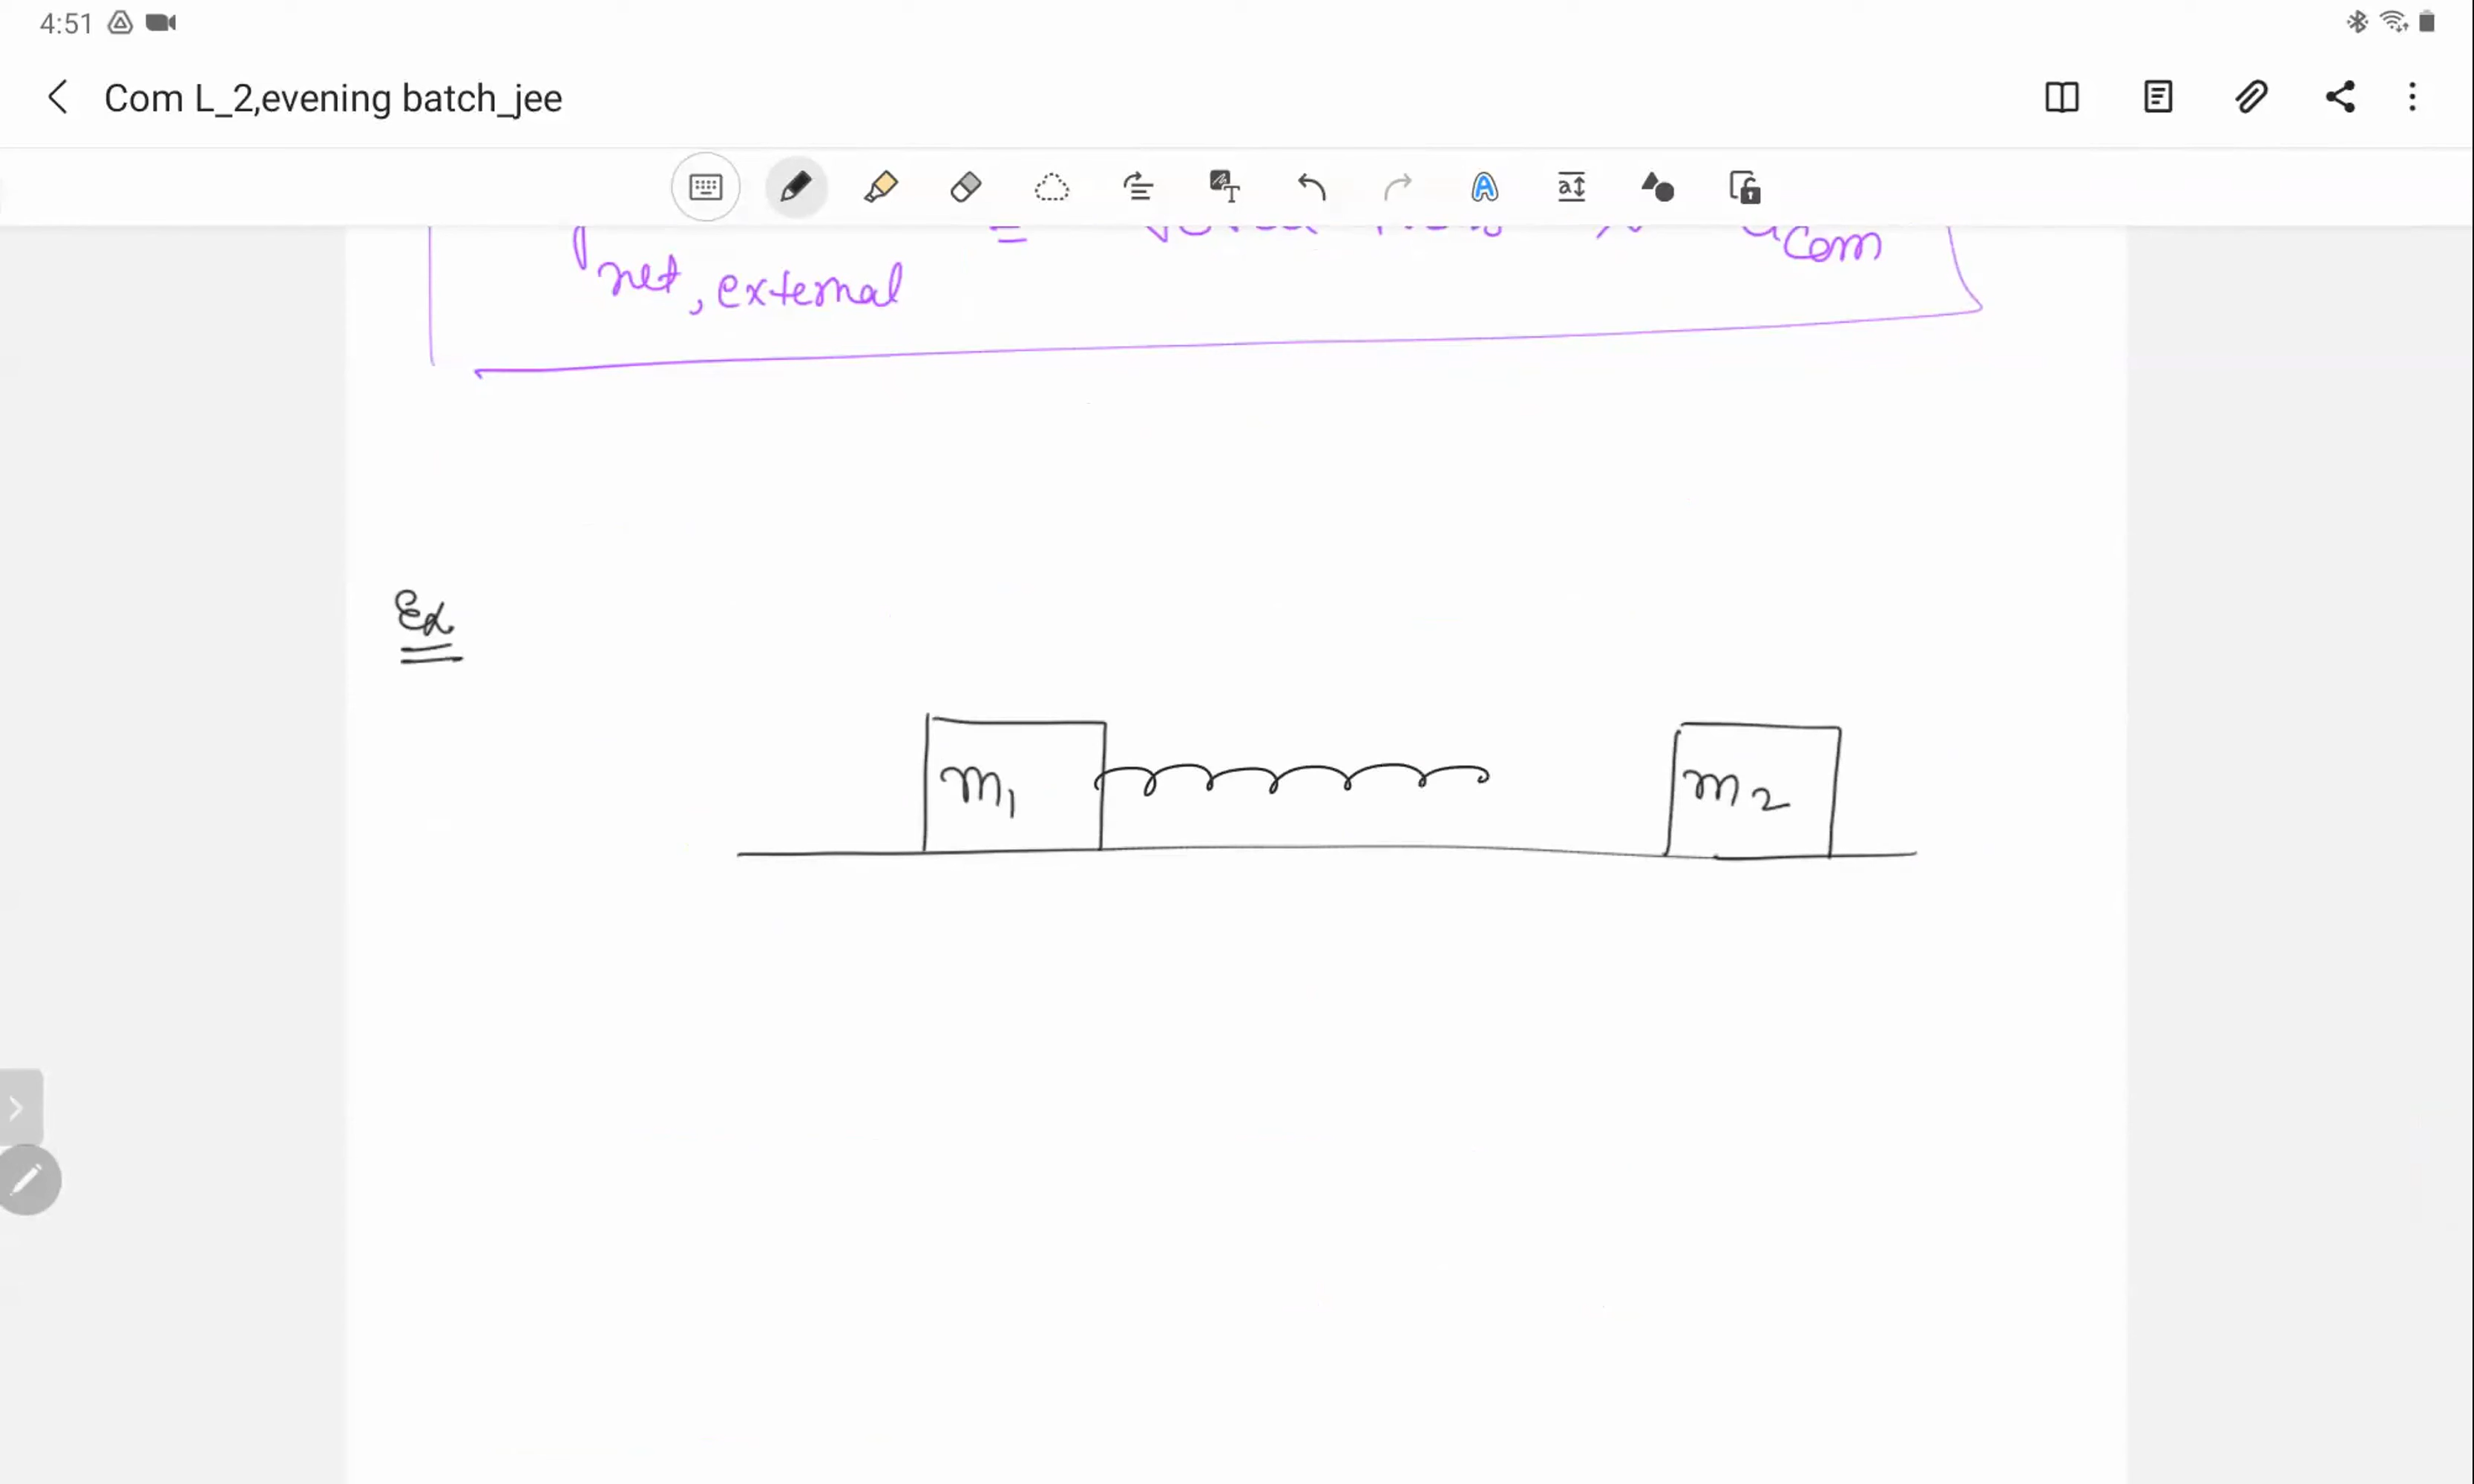 4:51
Com L_2,evening batch_jee
= a com
net, external
Ex
m1
m2